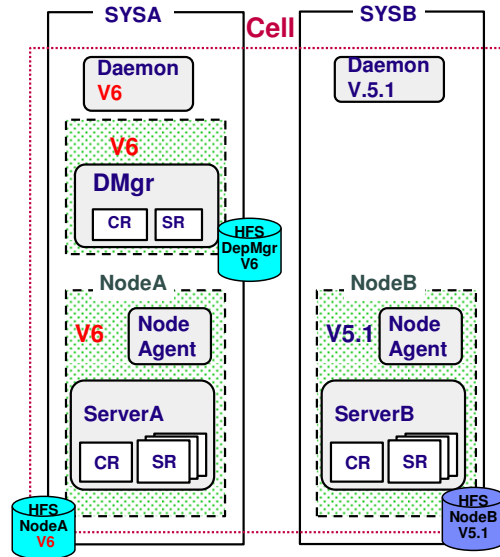 SYSA
SYSB
Cell
Daemon
V6
Daemon
V.5.1
V6
DMgr
CR
SR
HFS
DepMgr
V6
NodeA
NodeB
V6
Node
Agent
V5.1
Node
Agent
ServerA
CR
SR
ServerB
CR
SR
HFS
NodeA
V6
HFS
NodeB
V5.1